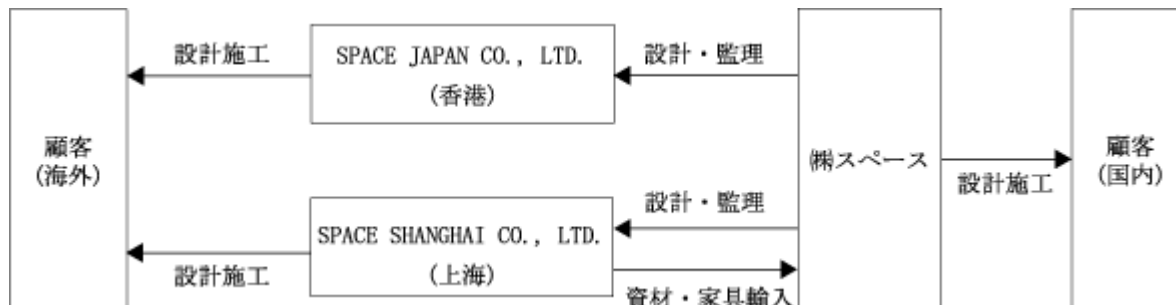 設計施工
SPACE JAPAN CO., LTD.
(香港)
設計・監理
顧客
(海外)
㈱スペース
設計施工
顧客
(国内)
設計・監理
SPACE SHANGHAI CO., LTD.
(上海)
設計施工
資材・家具輸入